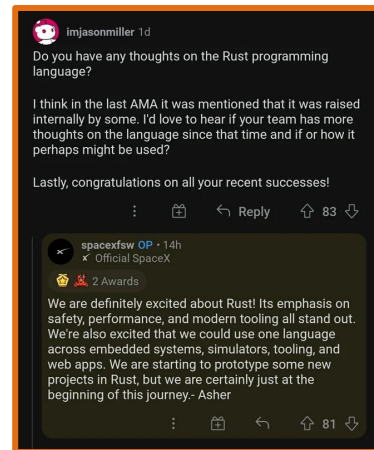 imjasonmiller 1d
Do you have any thoughts on the Rust programming
language?
I think in the last AMA it was mentioned that it was raised
internally by some. I'd love to hear if your team has more
thoughts on the language since that time and if or how it
perhaps might be used?
Lastly, congratulations on all your recent successes!
Reply 83
spacexfsw OP • 14h
Official SpaceX
2 Awards
We are definitely excited about Rust! Its emphasis on
safety, performance, and modern tooling all stand out.
We're also excited that we could use one language
across embedded systems, simulators, tooling, and
web apps. We are starting to prototype some new
projects in Rust, but we are certainly just at the
beginning of this journey.- Asher
81